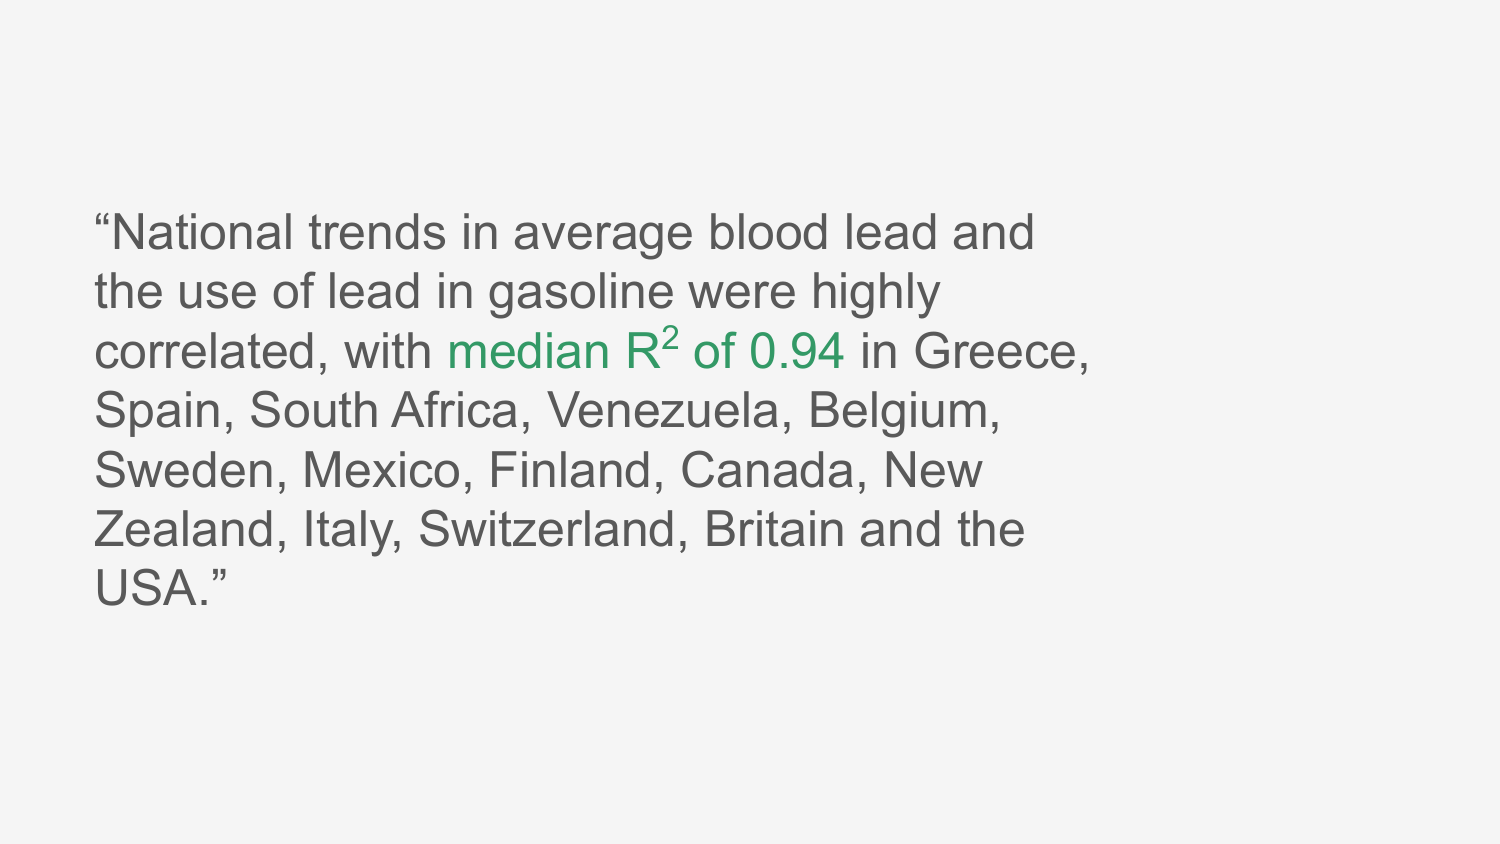 “National trends in average blood lead and
the use of lead in gasoline were highly
correlated, with median R² of 0.94 in Greece,
Spain, South Africa, Venezuela, Belgium,
Sweden, Mexico, Finland, Canada, New
Zealand, Italy, Switzerland, Britain and the
USA.”